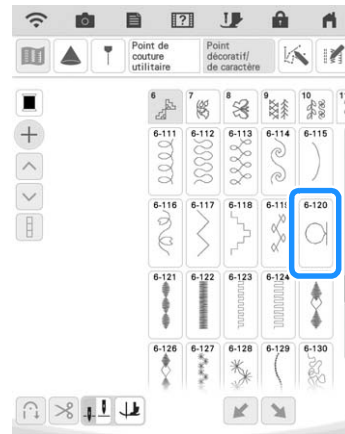 Point de
couture
utilitaire
Point
décoratif/
de caractère
6 7 8 9 10
6-111 6-112 6-113 6-114 6-115
6-116 6-117 6-118 6-119 6-120
6-121 6-122 6-123 6-124
6-126 6-127 6-128 6-129 6-130